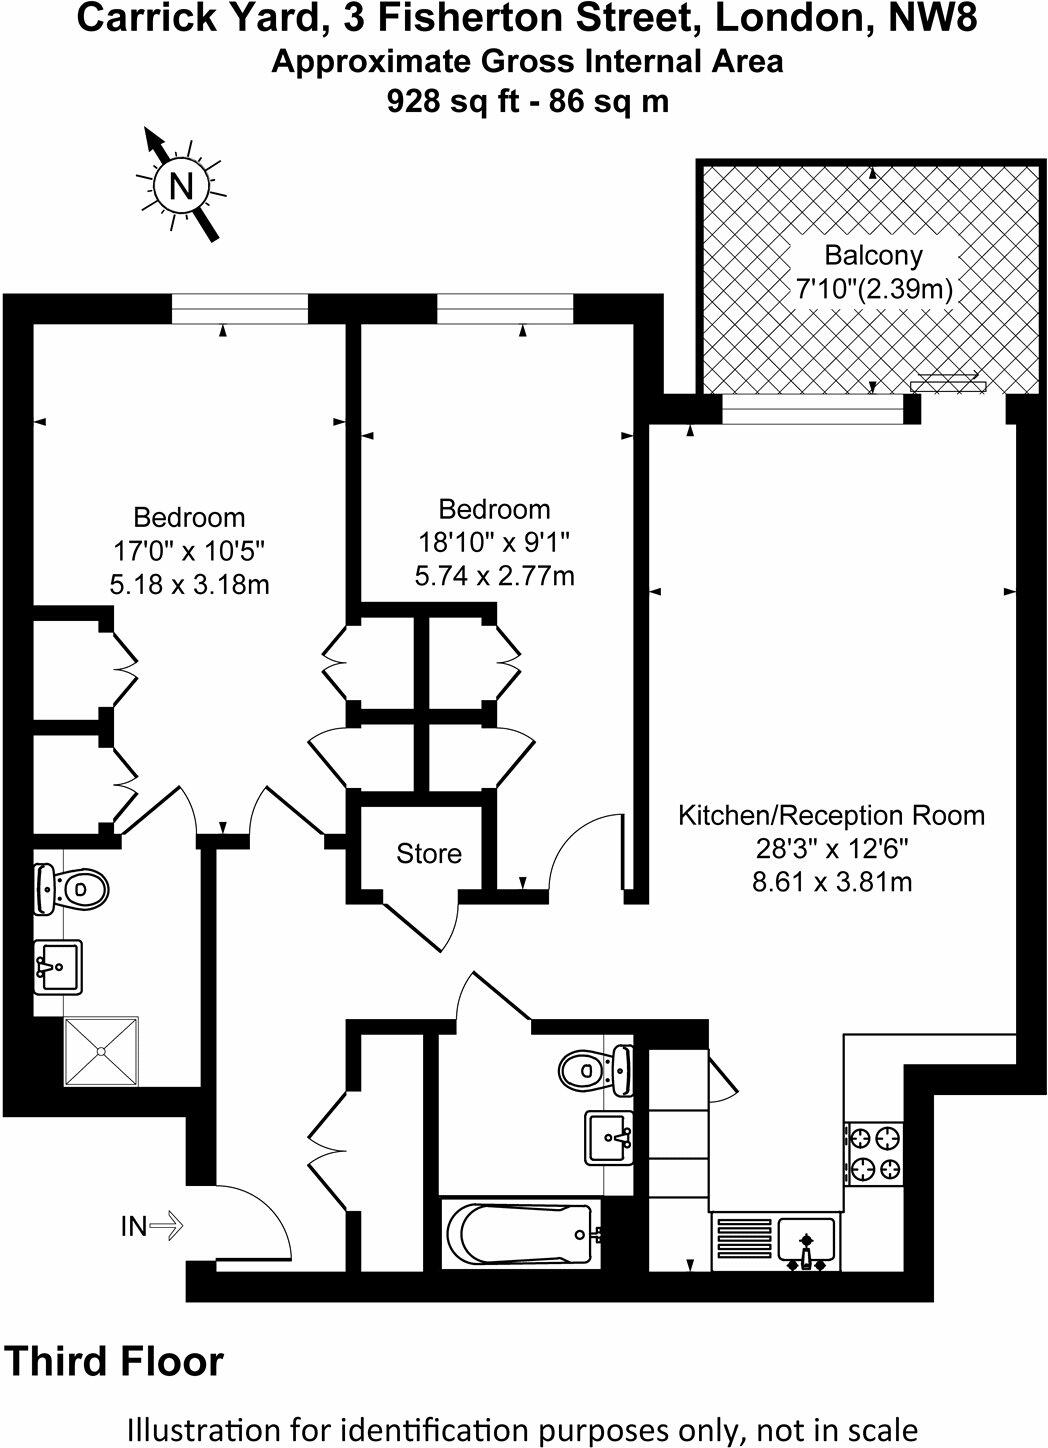 Carrick Yard, 3 Fisherton Street, London, NW8
Approximate Gross Internal Area
928 sq ft - 86 sq m
N
Balcony
7'10"(2.39m)
Bedroom
17'0" x 10'5"
5.18 x 3.18m
Bedroom
18'10" x 9'1"
5.74 x 2.77m
Kitchen/Reception Room
28'3" x 12'6"
8.61 x 3.81m
Store
IN
Third Floor
Illustration for identification purposes only, not in scale